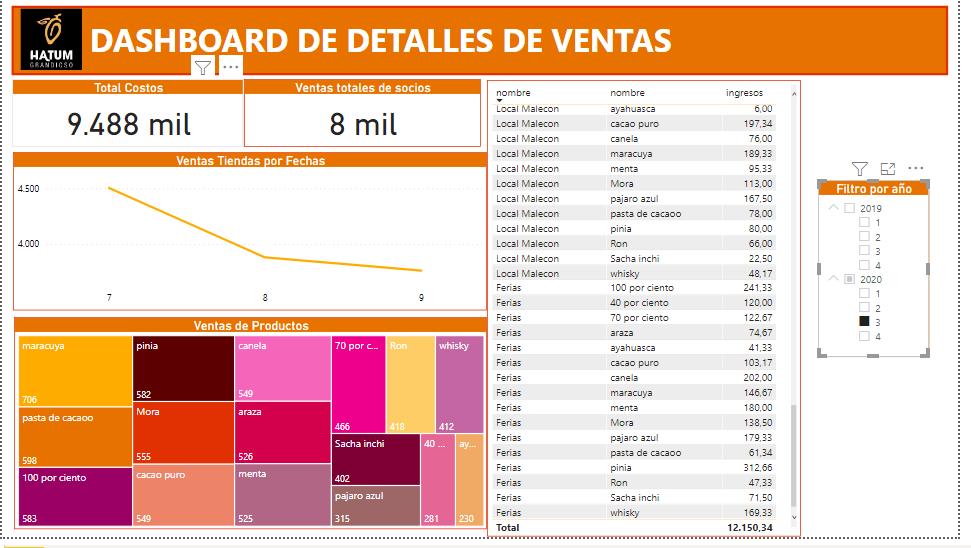 HATUM
GRANDIOSO
DASHBOARD DE DETALLES DE VENTAS
Total Costos
9.488 mil
Ventas totales de socios
8 mil
Ventas Tiendas por Fechas
4.500
4.000
7 8 9
Ventas de Productos
maracuya
706
pasta de cacaoo
598
100 por ciento
583
pinia
582
Mora
555
cacao puro
549
canela
549
araza
526
menta
525
70 por c...
466
Ron
418
whisky
412
Sacha inchi
402
pajaro azul
315
40 ...
281
ay...
230
nombre nombre ingresos
Local Malecon ayahuasca 6,00
Local Malecon cacao puro 197,34
Local Malecon canela 76,00
Local Malecon maracuya 189,33
Local Malecon menta 95,33
Local Malecon Mora 113,00
Local Malecon pajaro azul 167,50
Local Malecon pasta de cacaoo 78,00
Local Malecon pinia 80,00
Local Malecon Ron 66,00
Local Malecon Sacha inchi 22,50
Local Malecon whisky 48,17
Ferias 100 por ciento 241,33
Ferias 40 por ciento 120,00
Ferias 70 por ciento 122,67
Ferias araza 74,67
Ferias ayahuasca 41,33
Ferias cacao puro 103,17
Ferias canela 202,00
Ferias maracuya 146,67
Ferias menta 180,00
Ferias Mora 138,50
Ferias pajaro azul 179,33
Ferias pasta de cacaoo 61,34
Ferias pinia 312,66
Ferias Ron 47,33
Ferias Sacha inchi 71,50
Ferias whisky 169,33
Total 12.150,34
Filtro por año
2019
1
2
3
4
2020
1
2
3
4